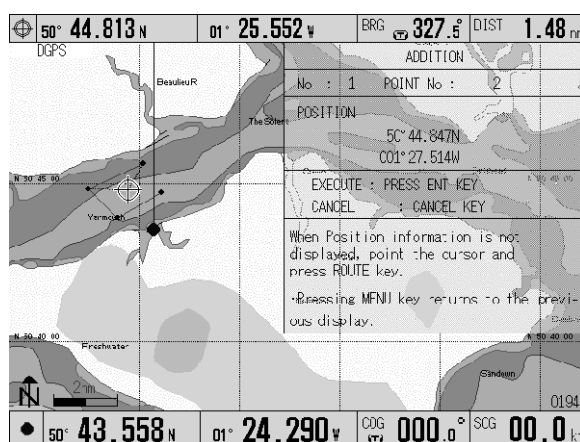 50° 44.813 N 01° 25.552 W BRG (T) 327.5° DIST 1.48 nm
DGPS
ADDITION
Beaulieu R
No : 1 POINT No : 2
POSITION
The Solent
50° 44.847N
001° 27.514W
N 50 45 00
EXECUTE : PRESS ENT KEY
CANCEL : CANCEL KEY
Yarmouth
When Position information is not
displayed, point the cursor and
press ROUTE key.
·Pressing MENU key returns to the previ-
ous display.
N 50 40 00 N 50 40 00
Freshwater
Sandown
N 2nm 0194
50° 43.558 N 01° 24.290 W COG (T) 000.0° SOG 00.0